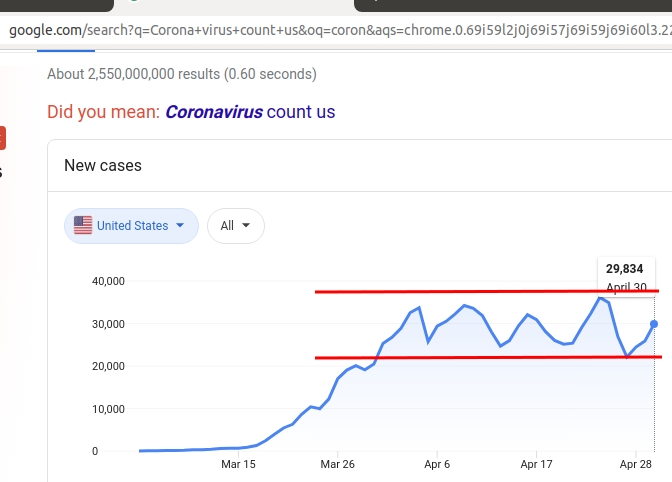 google.com/search?q=Corona+virus+count+us&oq=coron&aqs=chrome.0.69i59l2j0j69i57j69i59j69i60l3.22
About 2,550,000,000 results (0.60 seconds)
Did you mean: Coronavirus count us
New cases
United States
All
29,834
April 30
40,000
30,000
20,000
10,000
0
Mar 15 Mar 26 Apr 6 Apr 17 Apr 28